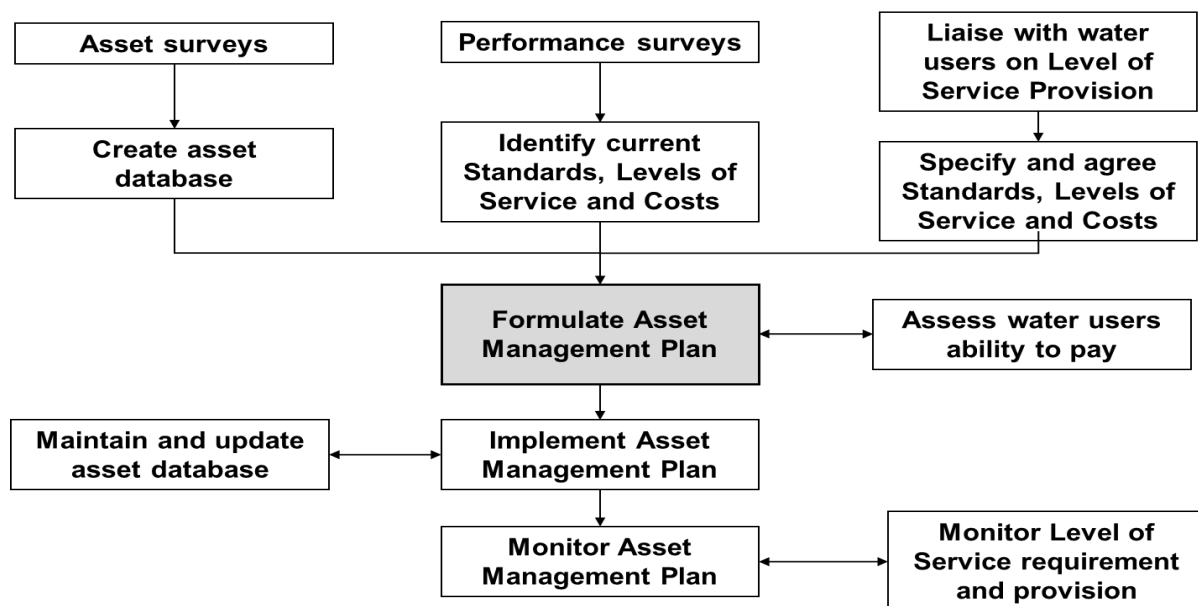 Asset surveys
Performance surveys
Liaise with water
users on Level of
Service Provision
Create asset
database
Identify current
Standards, Levels of
Service and Costs
Specify and agree
Standards, Levels of
Service and Costs
Formulate Asset
Management Plan
Assess water users
ability to pay
Maintain and update
asset database
Implement Asset
Management Plan
Monitor Asset
Management Plan
Monitor Level of
Service requirement
and provision